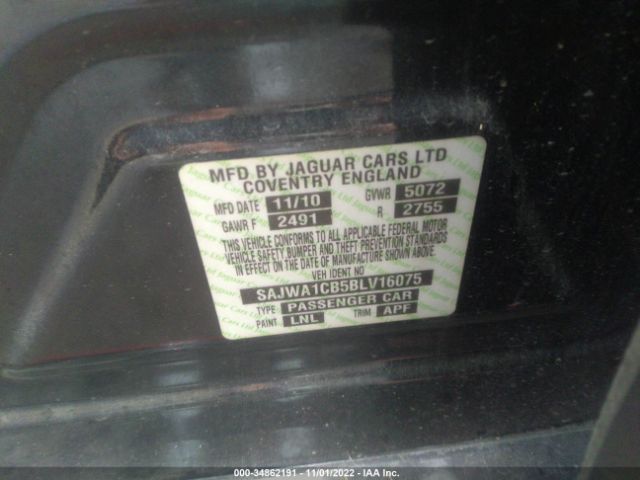 MFD BY JAGUAR CARS LTD
COVENTRY ENGLAND
MFD DATE 11/10 GVWR 5072
GAWR F 2491 R 2755
THIS VEHICLE CONFORMS TO ALL APPLICABLE FEDERAL MOTOR
VEHICLE SAFETY, BUMPER AND THEFT PREVENTION STANDARDS
IN EFFECT ON THE DATE OF MANUFACTURE SHOWN ABOVE.
VEH IDENT NO
SAJWA1CB5BLV16075
TYPE PASSENGER CAR
PAINT LNL TRIM APF
000-34862191 - 11/01/2022 - IAA Inc.